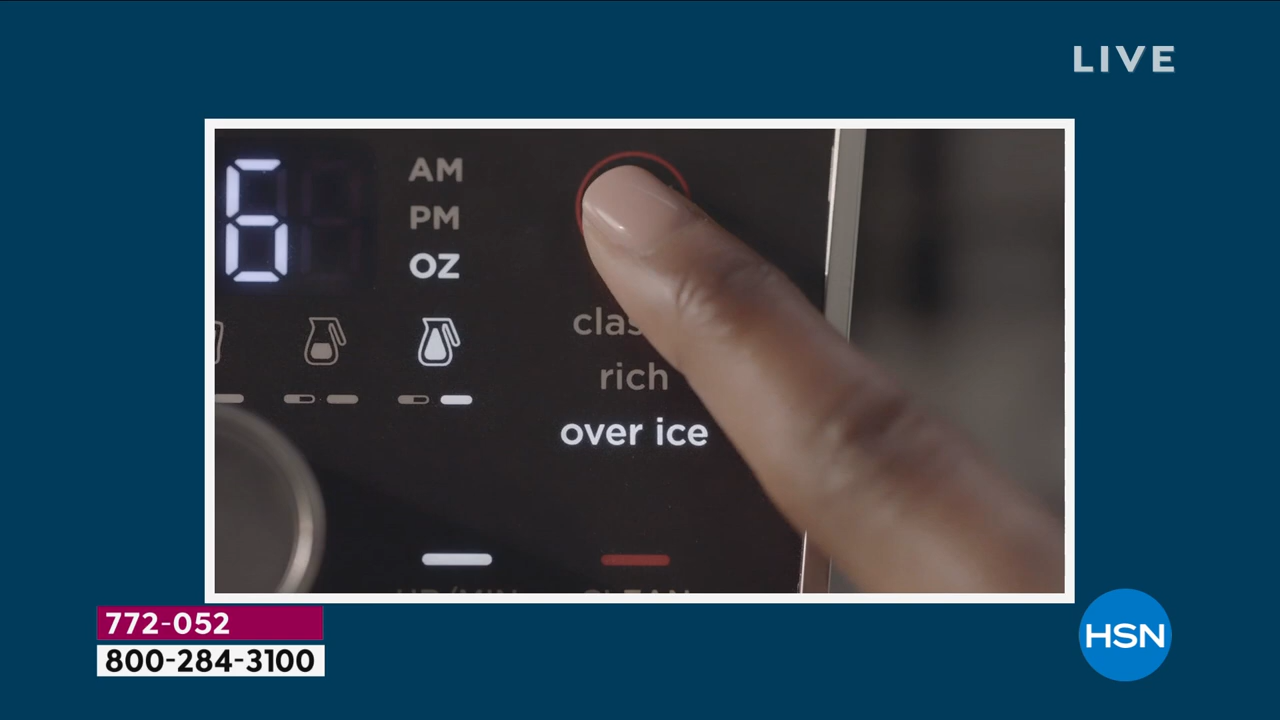 LIVE
6
AM
PM
OZ
rich
over ice
772-052
800-284-3100
HSN